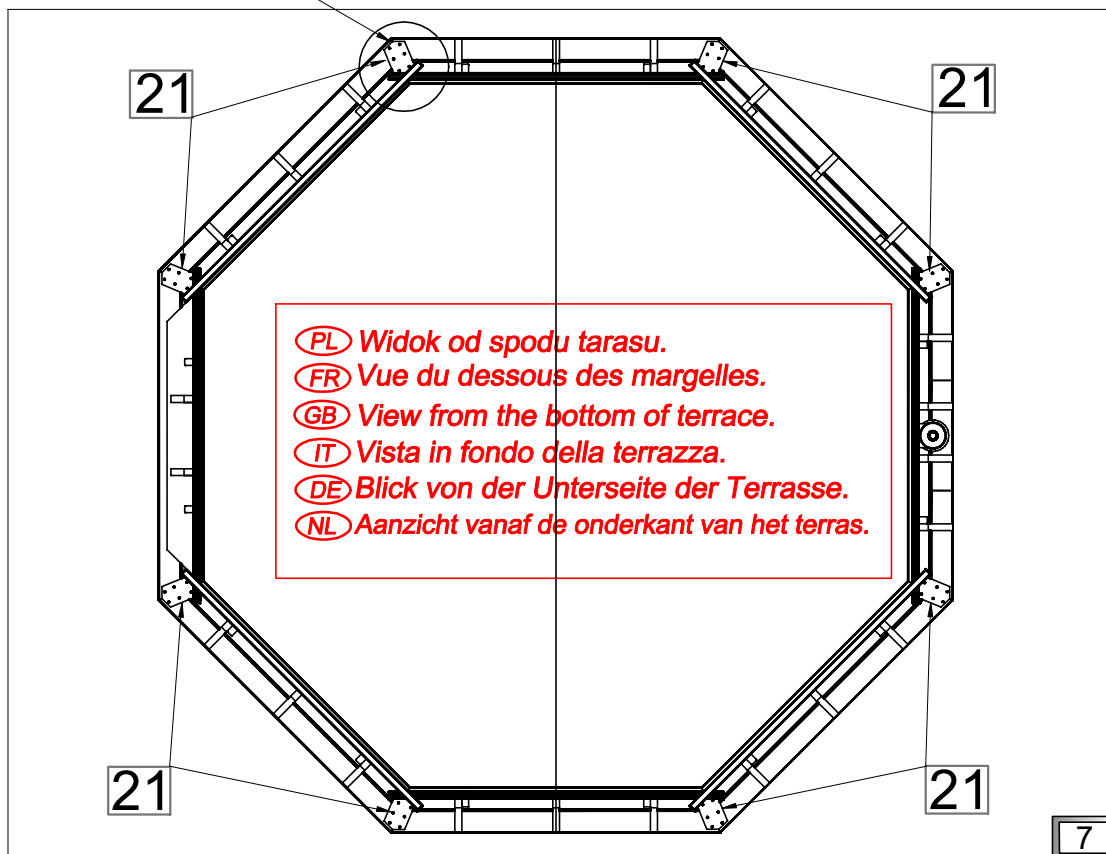 21
21
PL Widok od spodu tarasu.
FR Vue du dessous des margelles.
GB View from the bottom of terrace.
IT Vista in fondo della terrazza.
DE Blick von der Unterseite der Terrasse.
NL Aanzicht vanaf de onderkant van het terras.
21
21
7